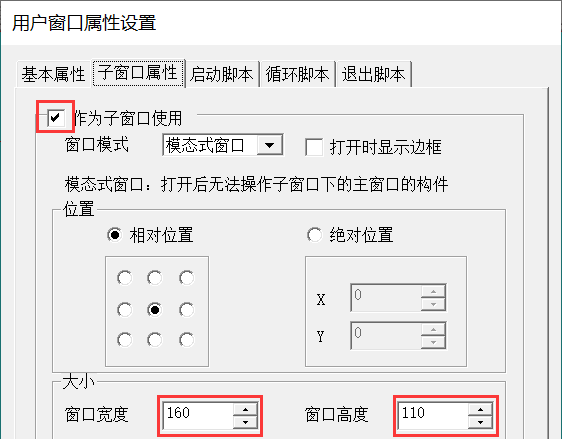 用户窗口属性设置
基本属性 子窗口属性 启动脚本 循环脚本 退出脚本
作为子窗口使用
窗口模式 模态式窗口 打开时显示边框
模态式窗口：打开后无法操作子窗口下的主窗口的构件
位置
相对位置 绝对位置
X 0
Y 0
大小
窗口宽度 160 窗口高度 110